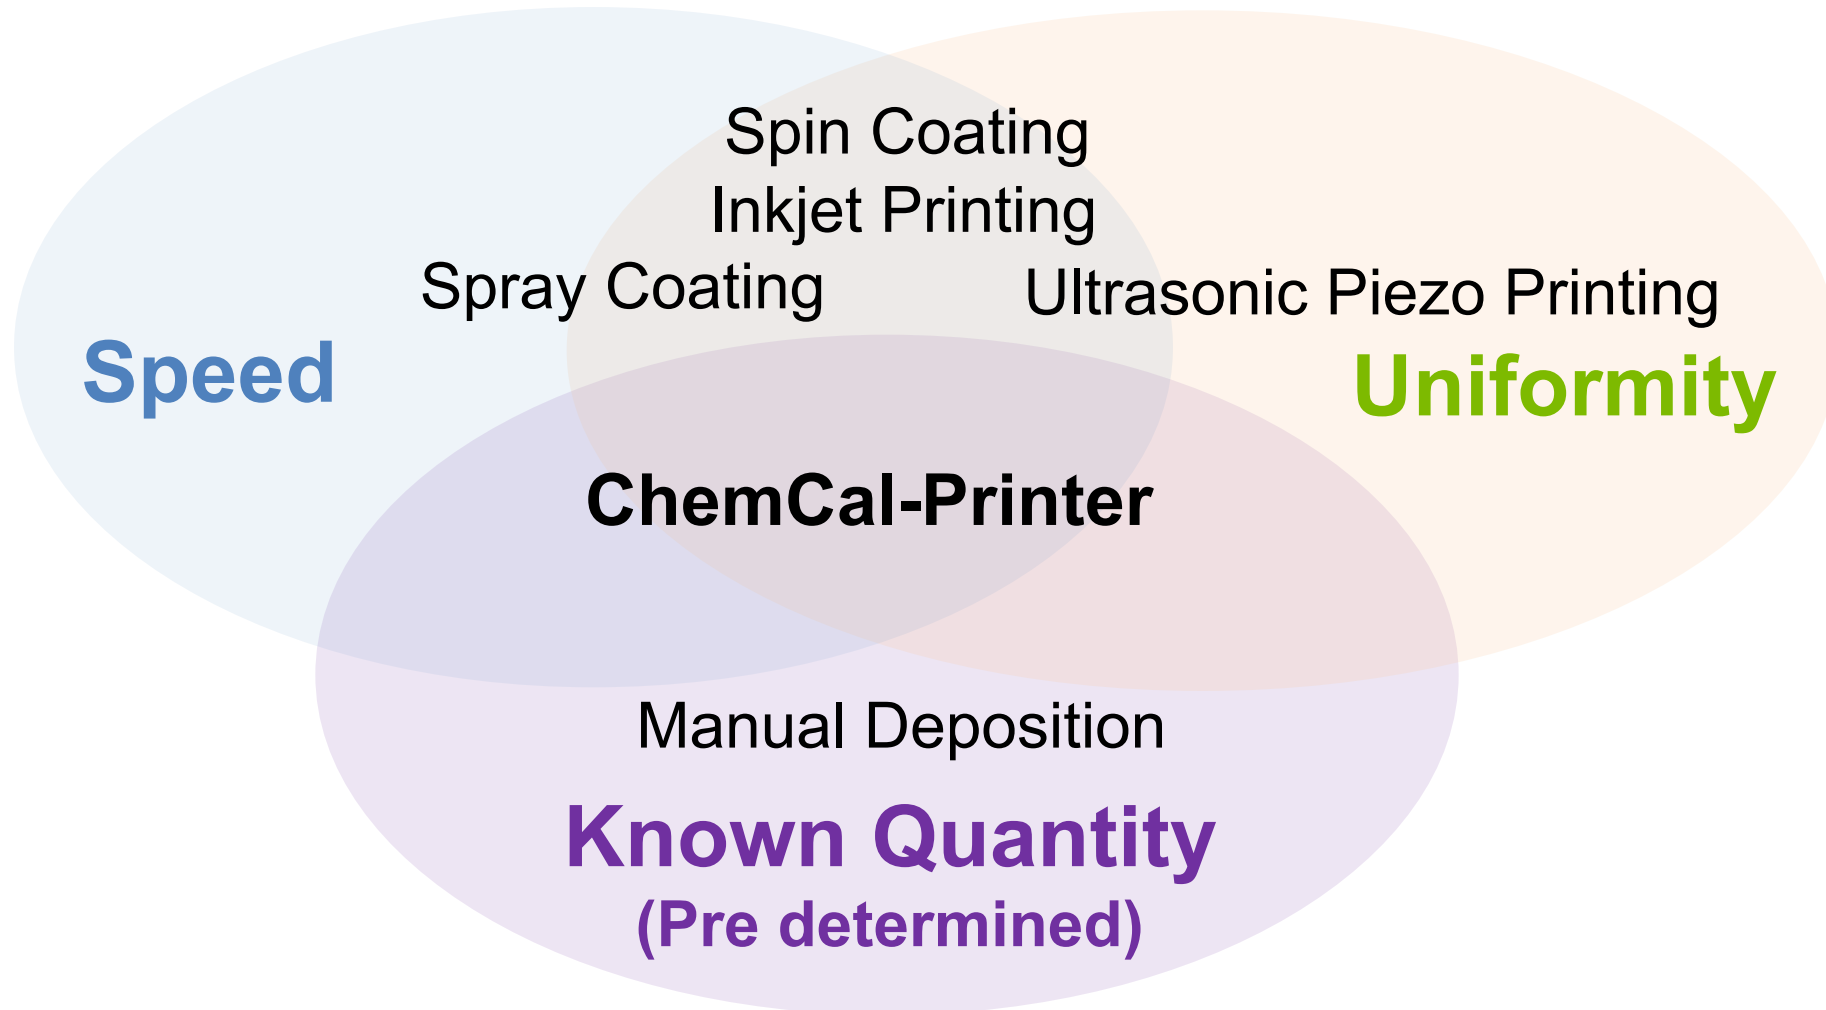 Spin Coating
Inkjet Printing
Spray Coating
Ultrasonic Piezo Printing
Speed
Uniformity
ChemCal-Printer
Manual Deposition
Known Quantity
(Pre determined)